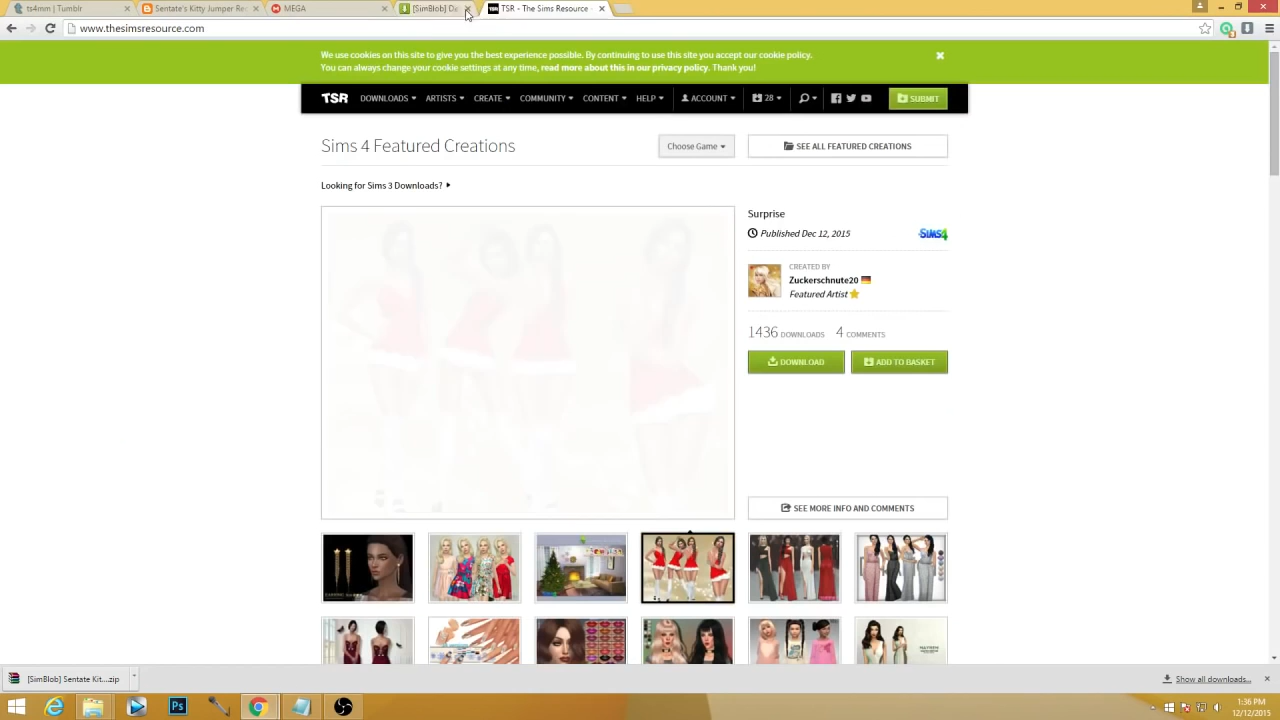 ts4mm | Tumblr
Sentate's Kitty Jumper Re
MEGA
[SimBlob] De
TSR - The Sims Resource -
www.thesimsresource.com
We use cookies on this site to give you the best experience possible. By continuing to use this site you accept our cookie policy.
You can always change your cookie settings at any time, read more about this in our privacy policy. Thank you!
TSR DOWNLOADS ARTISTS CREATE COMMUNITY CONTENT HELP ACCOUNT 28 SUBMIT
Sims 4 Featured Creations
Choose Game
SEE ALL FEATURED CREATIONS
Looking for Sims 3 Downloads?
Surprise
Published Dec 12, 2015
SIMS4
CREATED BY
Zuckerschnute20
Featured Artist
1436 DOWNLOADS 4 COMMENTS
DOWNLOAD
ADD TO BASKET
SEE MORE INFO AND COMMENTS
[SimBlob] Sentate Kit....zip
Show all downloads...
1:36 PM
12/12/2015